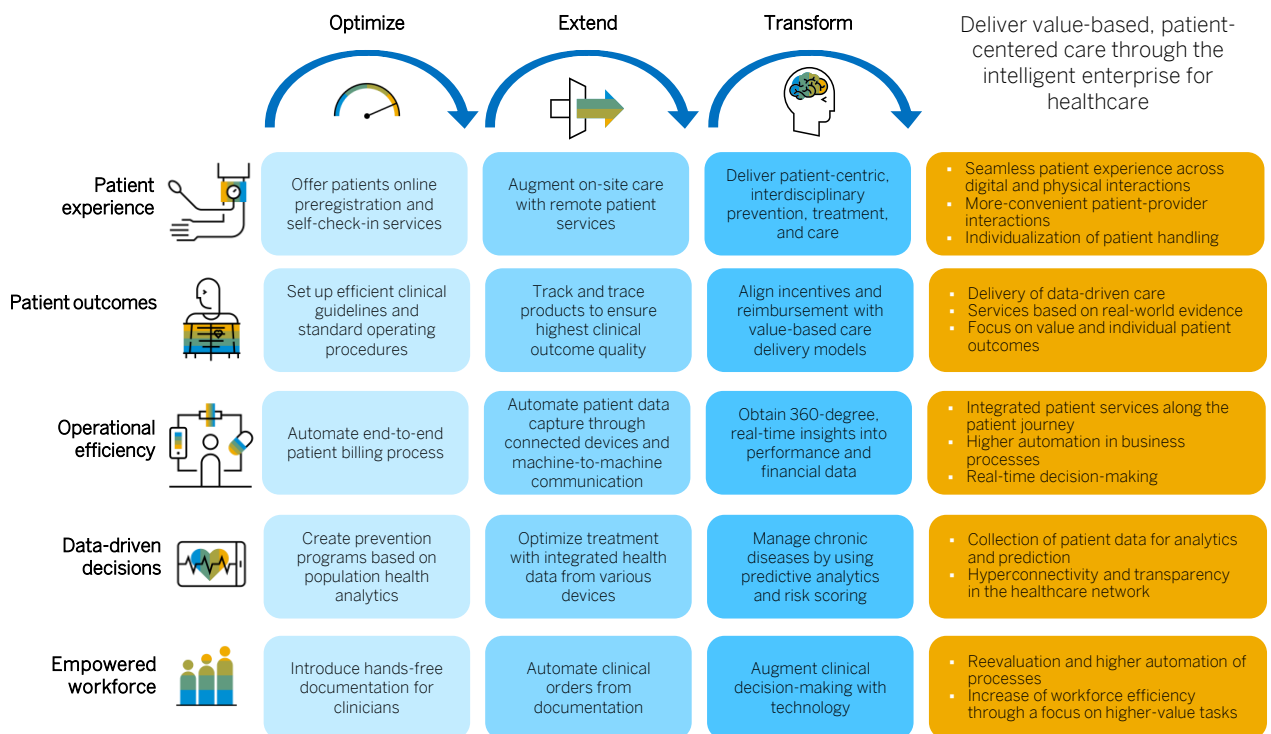 Optimize
Extend
Transform
Deliver value-based, patient-
centered care through the
intelligent enterprise for
healthcare
Patient
experience
Offer patients online
preregistration and
self-check-in services
Augment on-site care
with remote patient
services
Deliver patient-centric,
interdisciplinary
prevention, treatment,
and care
▪ Seamless patient experience across
digital and physical interactions
▪ More-convenient patient-provider
interactions
▪ Individualization of patient handling
Patient outcomes
Set up efficient clinical
guidelines and
standard operating
procedures
Track and trace
products to ensure
highest clinical
outcome quality
Align incentives and
reimbursement with
value-based care
delivery models
▪ Delivery of data-driven care
▪ Services based on real-world evidence
▪ Focus on value and individual patient
outcomes
Operational
efficiency
Automate end-to-end
patient billing process
Automate patient data
capture through
connected devices and
machine-to-machine
communication
Obtain 360-degree,
real-time insights into
performance and
financial data
▪ Integrated patient services along the
patient journey
▪ Higher automation in business
processes
▪ Real-time decision-making
Data-driven
decisions
Create prevention
programs based on
population health
analytics
Optimize treatment
with integrated health
data from various
devices
Manage chronic
diseases by using
predictive analytics
and risk scoring
▪ Collection of patient data for analytics
and prediction
▪ Hyperconnectivity and transparency
in the healthcare network
Empowered
workforce
Introduce hands-free
documentation for
clinicians
Automate clinical
orders from
documentation
Augment clinical
decision-making with
technology
▪ Reevaluation and higher automation of
processes
▪ Increase of workforce efficiency
through a focus on higher-value tasks